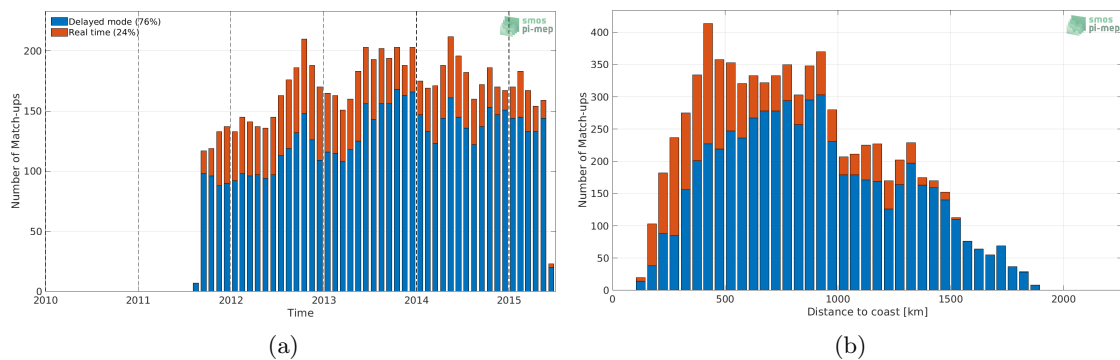 Delayed mode (76%)
Real time (24%)
smos
pi-mep
200
150
100
50
0
Number of Match-ups
2010 2011 2012 2013 2014 2015
Time
(a)
smos
pi-mep
400
350
300
250
200
150
100
50
0
Number of Match-ups
0 500 1000 1500 2000
Distance to coast [km]
(b)